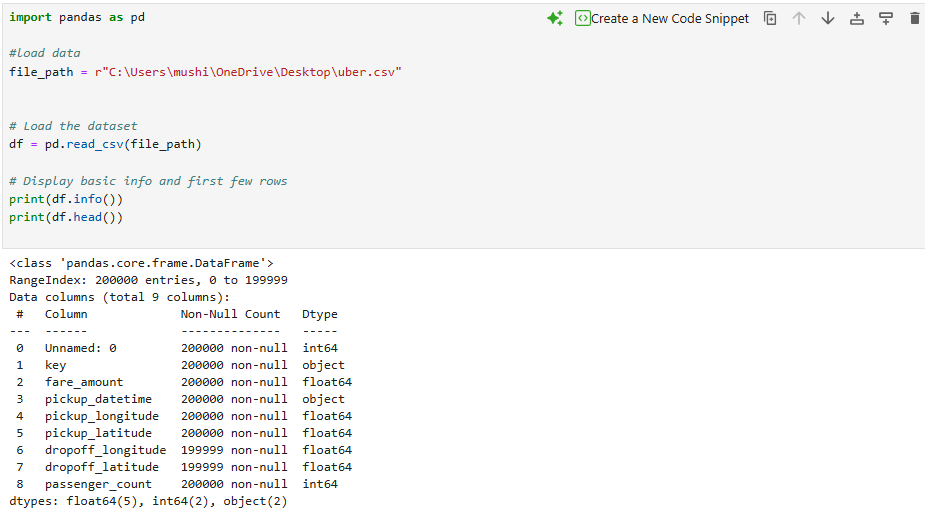 import pandas as pd
Create a New Code Snippet
#load data
file_path = r"C:\Users\mushi\OneDrive\Desktop\uber.csv"
# Load the dataset
df = pd.read_csv(file_path)
# Display basic info and first few rows
print(df.info())
print(df.head())
<class 'pandas.core.frame.DataFrame'>
RangeIndex: 200000 entries, 0 to 199999
Data columns (total 9 columns):
 #   Column             Non-Null Count   Dtype
---  ------             --------------   -----
 0   Unnamed: 0         200000 non-null  int64
 1   key                200000 non-null  object
 2   fare_amount        200000 non-null  float64
 3   pickup_datetime    200000 non-null  object
 4   pickup_longitude   200000 non-null  float64
 5   pickup_latitude    200000 non-null  float64
 6   dropoff_longitude  199999 non-null  float64
 7   dropoff_latitude   199999 non-null  float64
 8   passenger_count    200000 non-null  int64
dtypes: float64(5), int64(2), object(2)